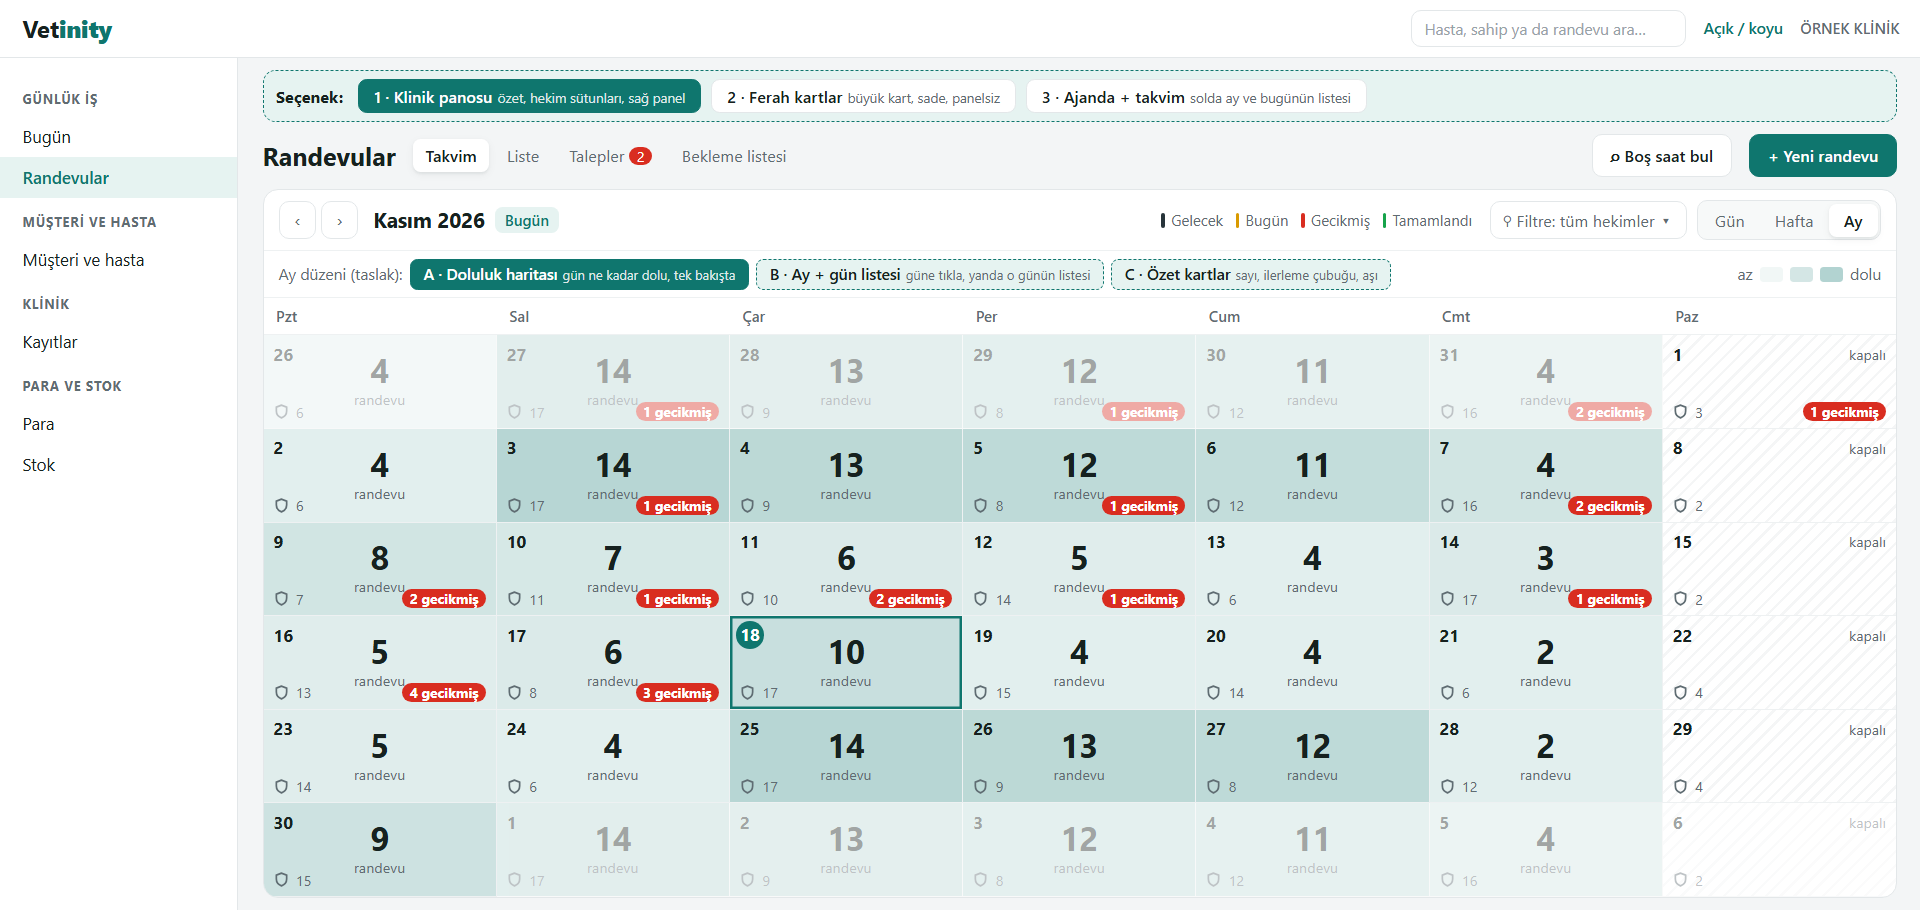 Vetinity
Hasta, sahip ya da randevu ara...
Açık / koyu
ÖRNEK KLİNİK
GÜNLÜK İŞ
Bugün
Randevular
MÜŞTERİ VE HASTA
Müşteri ve hasta
KLİNİK
Kayıtlar
PARA VE STOK
Para
Stok
Seçenek:
1 · Klinik panosu özet, hekim sütunları, sağ panel
2 · Ferah kartlar büyük kart, sade, panelsiz
3 · Ajanda + takvim solda ay ve bugünün listesi
Randevular
Takvim
Liste
Talepler 2
Bekleme listesi
Boş saat bul
+ Yeni randevu
‹
›
Kasım 2026
Bugün
Gelecek
Bugün
Gecikmiş
Tamamlandı
Filtre: tüm hekimler ▾
Gün
Hafta
Ay
Ay düzeni (taslak):
A · Doluluk haritası gün ne kadar dolu, tek bakışta
B · Ay + gün listesi güne tıkla, yanda o günün listesi
C · Özet kartlar sayı, ilerleme çubuğu, aşı
az
dolu
Pzt Sal Çar Per Cum Cmt Paz
26
4
randevu
6
27
14
randevu
17
1 gecikmiş
28
13
randevu
9
29
12
randevu
8
1 gecikmiş
30
11
randevu
12
31
4
randevu
16
2 gecikmiş
1
kapalı
3
1 gecikmiş
2
4
randevu
6
3
14
randevu
17
1 gecikmiş
4
13
randevu
9
5
12
randevu
8
1 gecikmiş
6
11
randevu
12
7
4
randevu
16
2 gecikmiş
8
kapalı
2
9
8
randevu
7
2 gecikmiş
10
7
randevu
11
1 gecikmiş
11
6
randevu
10
2 gecikmiş
12
5
randevu
14
1 gecikmiş
13
4
randevu
6
14
3
randevu
17
1 gecikmiş
15
kapalı
2
16
5
randevu
13
4 gecikmiş
17
6
randevu
8
3 gecikmiş
18
10
randevu
17
19
4
randevu
15
20
4
randevu
14
21
2
randevu
6
22
kapalı
4
23
5
randevu
14
24
4
randevu
6
25
14
randevu
17
26
13
randevu
9
27
12
randevu
8
28
2
randevu
12
29
kapalı
4
30
9
randevu
15
1
14
randevu
17
2
13
randevu
9
3
12
randevu
8
4
11
randevu
12
5
4
randevu
16
6
kapalı
2